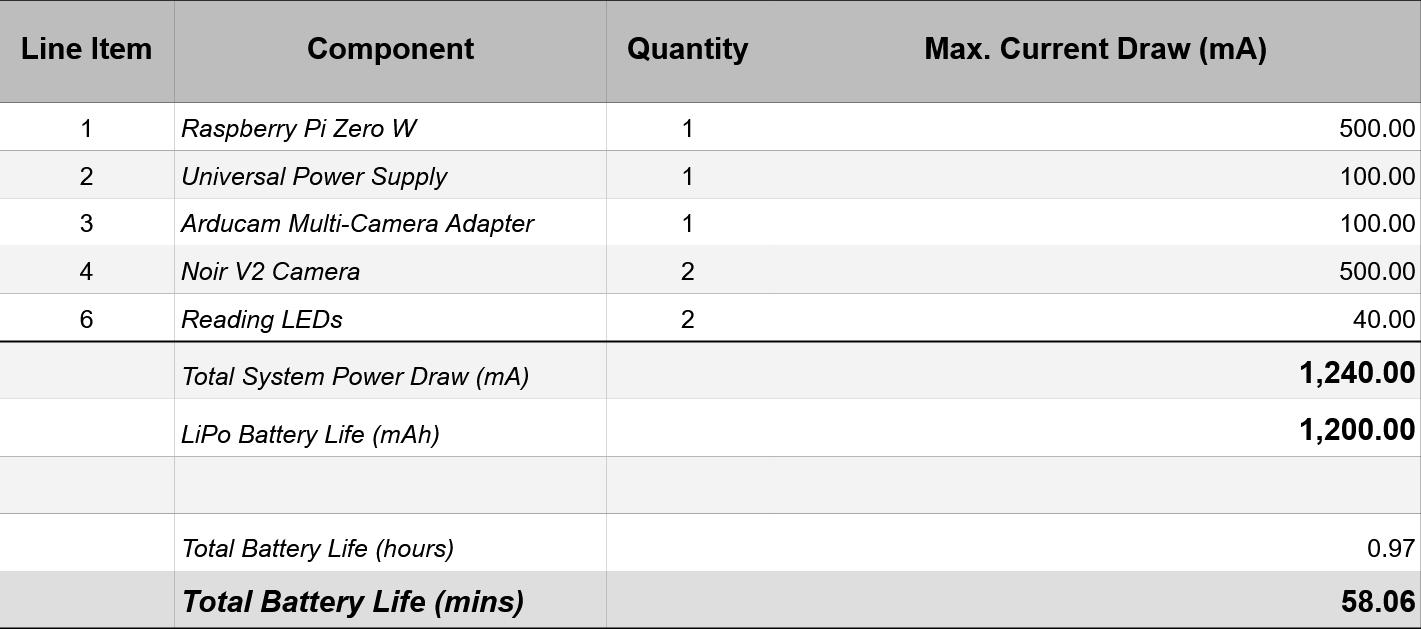 Line Item Component Quantity Max. Current Draw (mA)
1 Raspberry Pi Zero W 1 500.00
2 Universal Power Supply 1 100.00
3 Arducam Multi-Camera Adapter 1 100.00
4 Noir V2 Camera 2 500.00
6 Reading LEDs 2 40.00
Total System Power Draw (mA) 1,240.00
LiPo Battery Life (mAh) 1,200.00
Total Battery Life (hours) 0.97
Total Battery Life (mins) 58.06